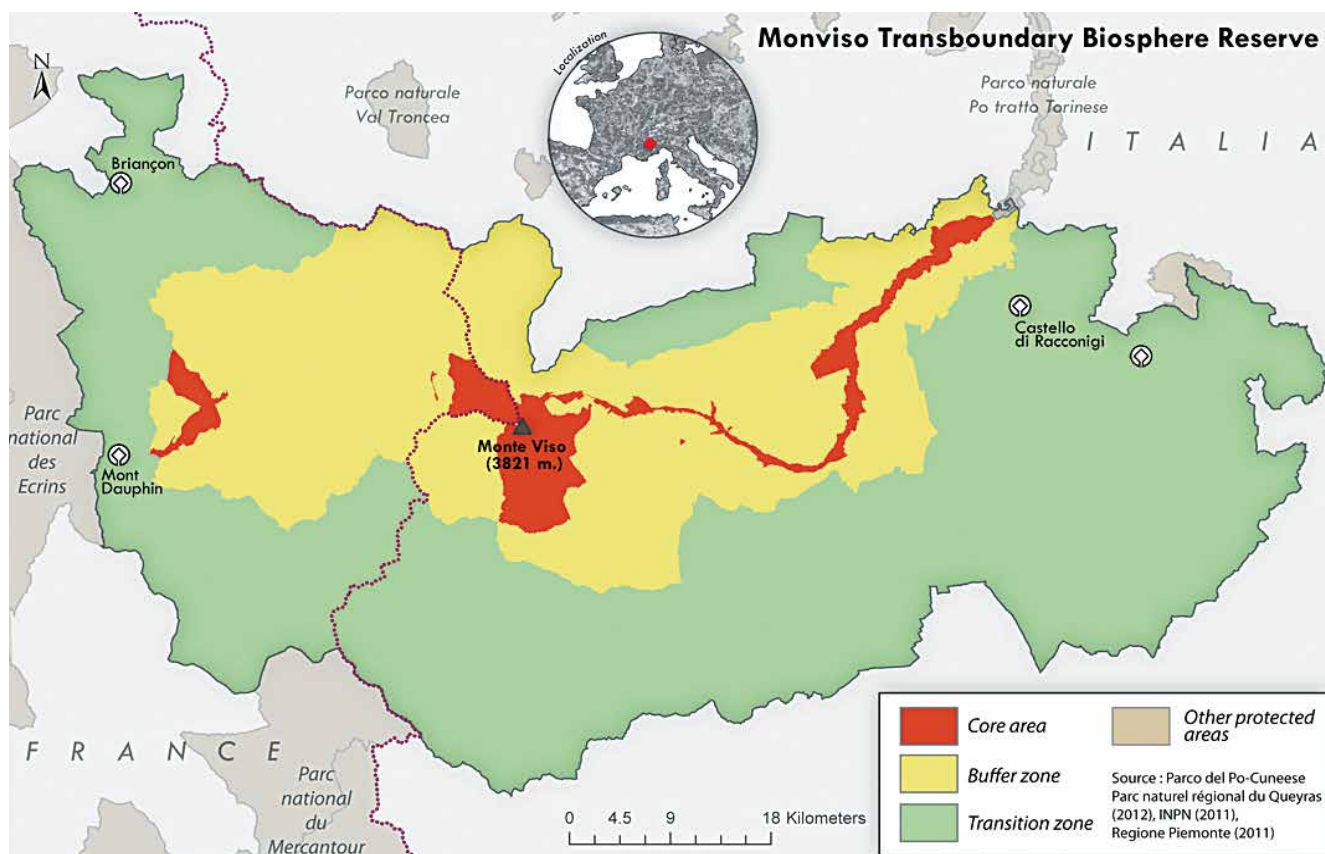 Monviso Transboundary Biosphere Reserve
Localization
N
Parco naturale
Val Troncea
Parco naturale
Po tratto Torinese
ITALIA
Briançon
Castello
di Racconigi
Parc
national
des
Ecrins
Mont
Dauphin
Monte Viso
(3821 m.)
FRANCE
Parc
national
du
Mercantour
0 4.5 9 18 Kilometers
Core area
Buffer zone
Transition zone
Other protected
areas
Source : Parco del Po-Cuneese
Parc naturel régional du Queyras
(2012), INPN (2011),
Regione Piemonte (2011)